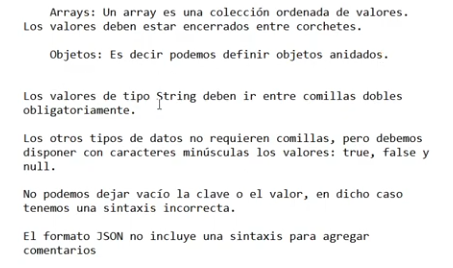 Arrays: Un array es una colección ordenada de valores.
Los valores deben estar encerrados entre corchetes.
Objetos: Es decir podemos definir objetos anidados.
Los valores de tipo String deben ir entre comillas dobles
obligatoriamente.
Los otros tipos de datos no requieren comillas, pero debemos
disponer con caracteres minúsculas los valores: true, false y
null.
No podemos dejar vacío la clave o el valor, en dicho caso
tenemos una sintaxis incorrecta.
El formato JSON no incluye una sintaxis para agregar
comentarios